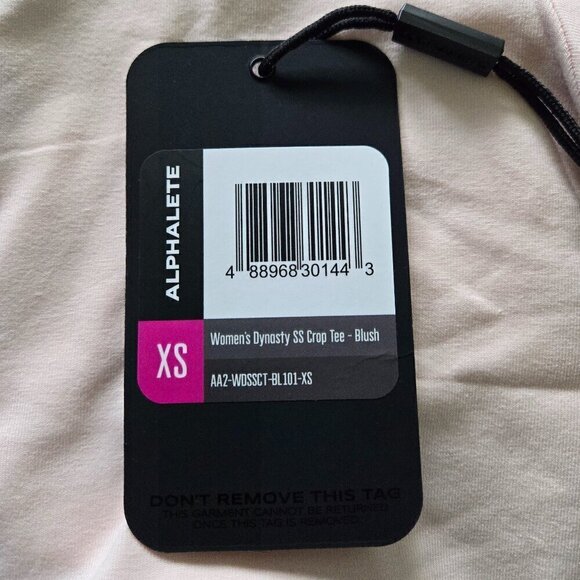 ALPHALETE
4 88968 30144 3
XS
Women's Dynasty SS Crop Tee - Blush
AA2-WDSSCT-BL101-XS
DON'T REMOVE THIS TAG
THIS GARMENT CANNOT BE RETURNED
ONCE THIS TAG IS REMOVED.